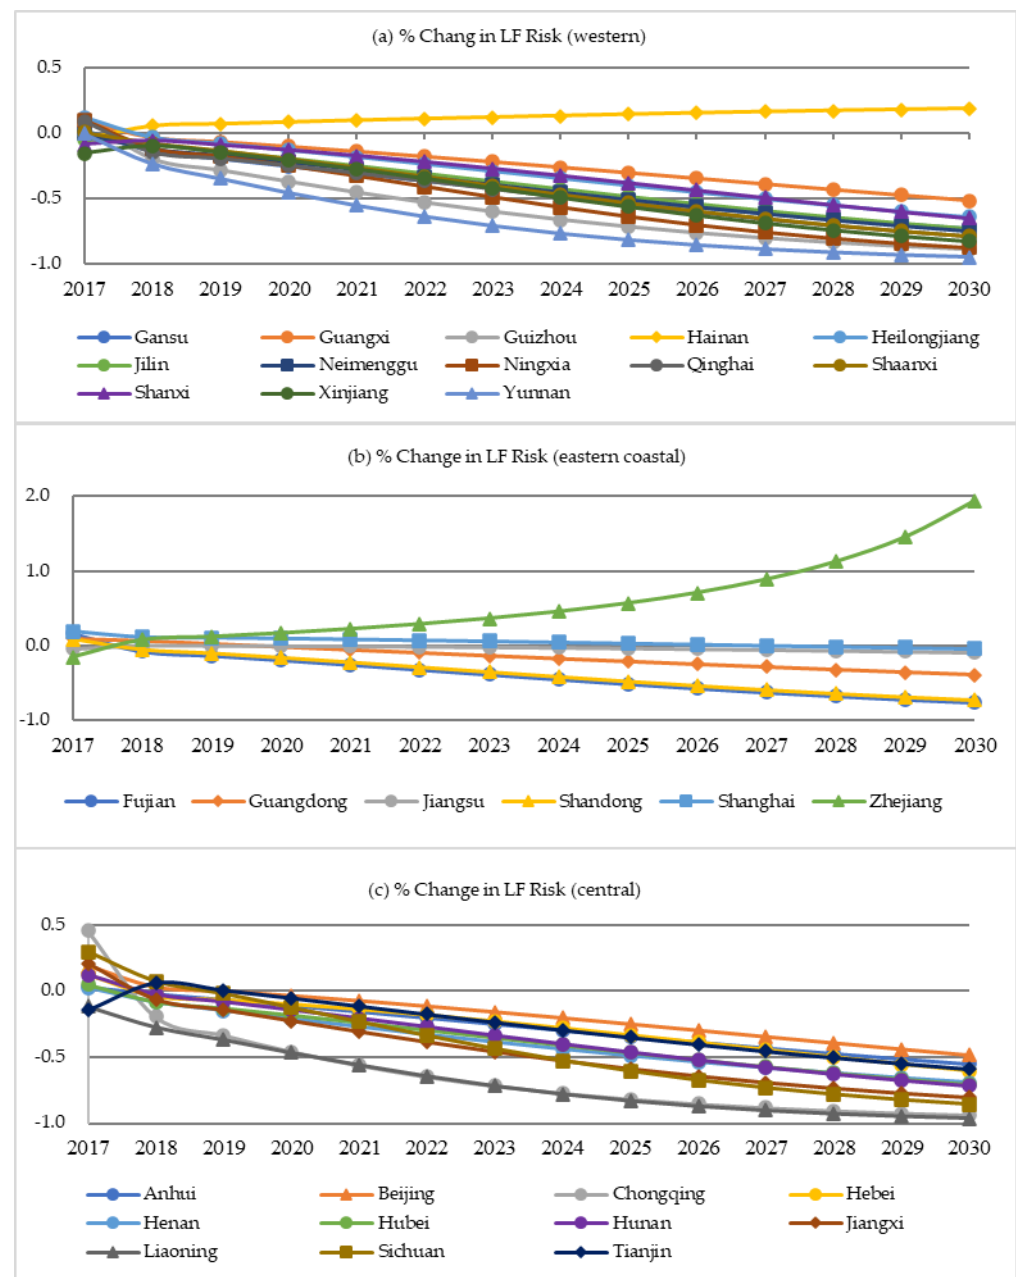 (a) % Chang in LF Risk (western)
0.5
0.0
-0.5
-1.0
2017 2018 2019 2020 2021 2022 2023 2024 2025 2026 2027 2028 2029 2030
Gansu Guangxi Guizhou Hainan Heilongjiang
Jilin Neimenggu Ningxia Qinghai Shaanxi
Shanxi Xinjiang Yunnan
(b) % Change in LF Risk (eastern coastal)
2.0
1.0
0.0
-1.0
2017 2018 2019 2020 2021 2022 2023 2024 2025 2026 2027 2028 2029 2030
Fujian Guangdong Jiangsu Shandong Shanghai Zhejiang
(c) % Change in LF Risk (central)
0.5
0.0
-0.5
-1.0
2017 2018 2019 2020 2021 2022 2023 2024 2025 2026 2027 2028 2029 2030
Anhui Beijing Chongqing Hebei
Henan Hubei Hunan Jiangxi
Liaoning Sichuan Tianjin